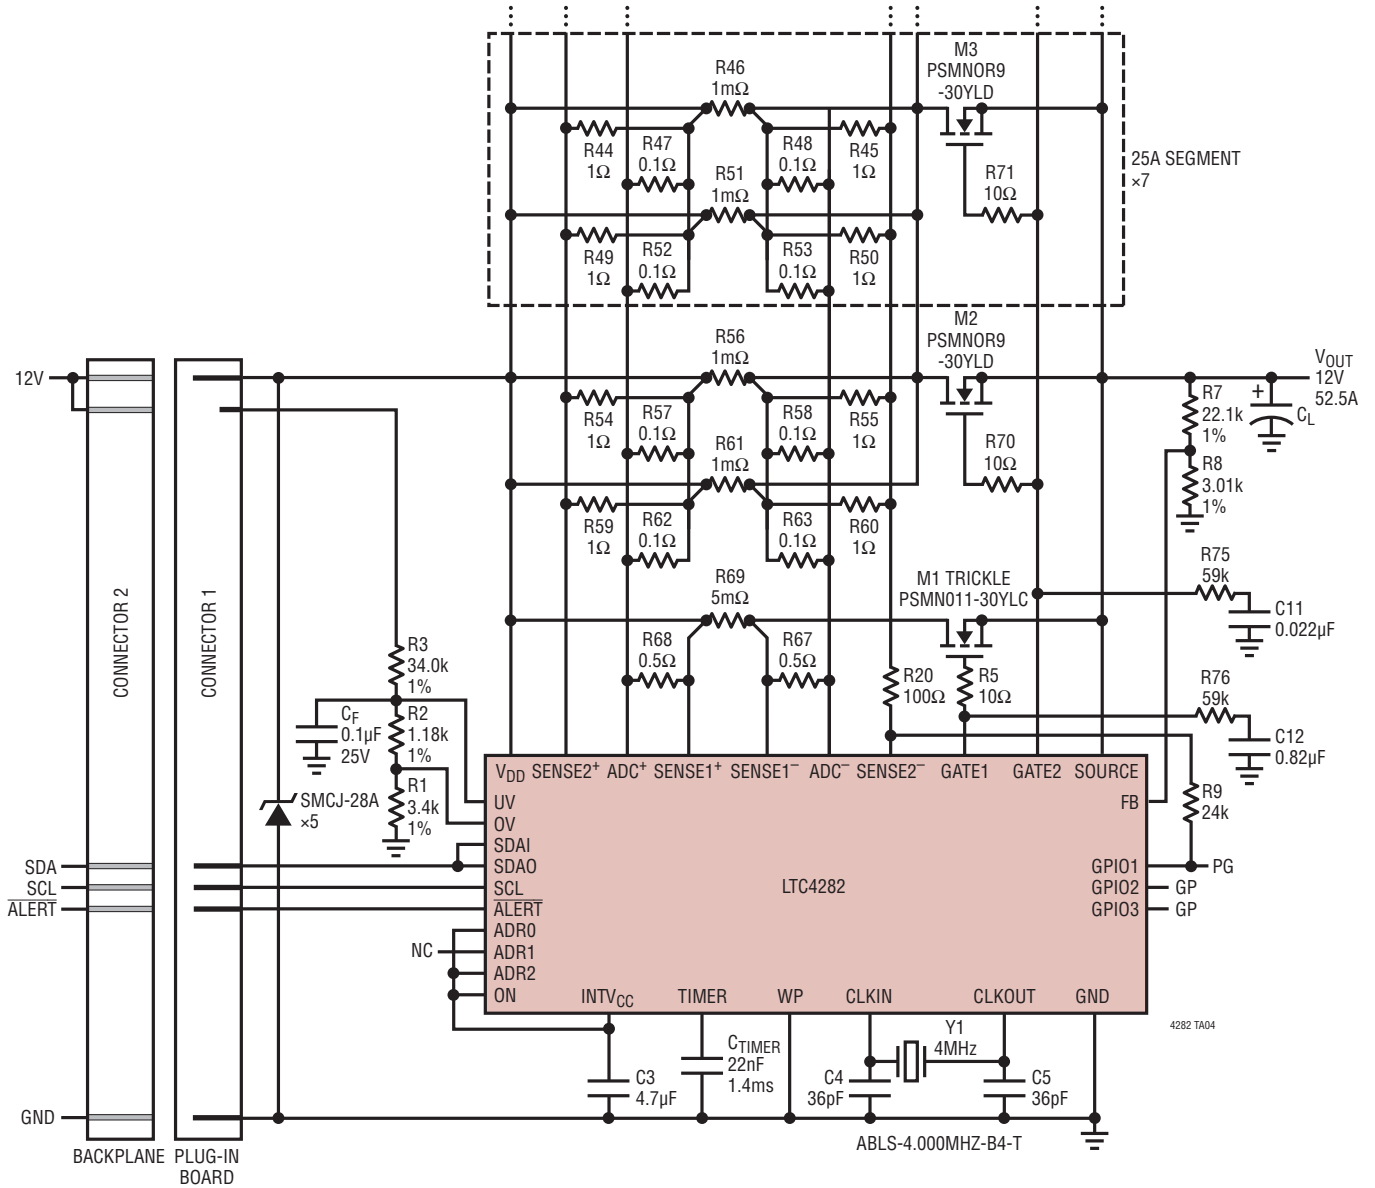 M3
PSMNOR9
-30YLD
R46
1mΩ
R44
1Ω
R47
0.1Ω
R48
0.1Ω
R45
1Ω
R51
1mΩ
R71
10Ω
25A SEGMENT
×7
R49
1Ω
R52
0.1Ω
R53
0.1Ω
R50
1Ω
M2
PSMNOR9
-30YLD
R56
1mΩ
12V
VOUT
12V
52.5A
R54
1Ω
R57
0.1Ω
R58
0.1Ω
R55
1Ω
R7
22.1k
1%
+
CL
R61
1mΩ
R70
10Ω
R8
3.01k
1%
R59
1Ω
R62
0.1Ω
R63
0.1Ω
R60
1Ω
R69
5mΩ
M1 TRICKLE
PSMN011-30YLC
R75
59k
C11
0.022µF
CONNECTOR 2
CONNECTOR 1
R3
34.0k
1%
R68
0.5Ω
R67
0.5Ω
R20
100Ω
R5
10Ω
R76
59k
CF
0.1µF
25V
R2
1.18k
1%
C12
0.82µF
R1
3.4k
1%
SMCJ-28A
×5
R9
24k
VDD SENSE2+ ADC+ SENSE1+ SENSE1– ADC– SENSE2– GATE1 GATE2 SOURCE
UV
OV
SDAI
SDAO
SCL
ALERT
ADR0
ADR1
ADR2
ON
FB
GPIO1
GPIO2
GPIO3
PG
GP
GP
LTC4282
SDA
SCL
ALERT
NC
INTVCC TIMER WP CLKIN CLKOUT GND
4282 TA04
Y1
4MHz
CTIMER
22nF
1.4ms
C3
4.7µF
C4
36pF
C5
36pF
GND
ABLS-4.000MHZ-B4-T
BACKPLANE
PLUG-IN
BOARD